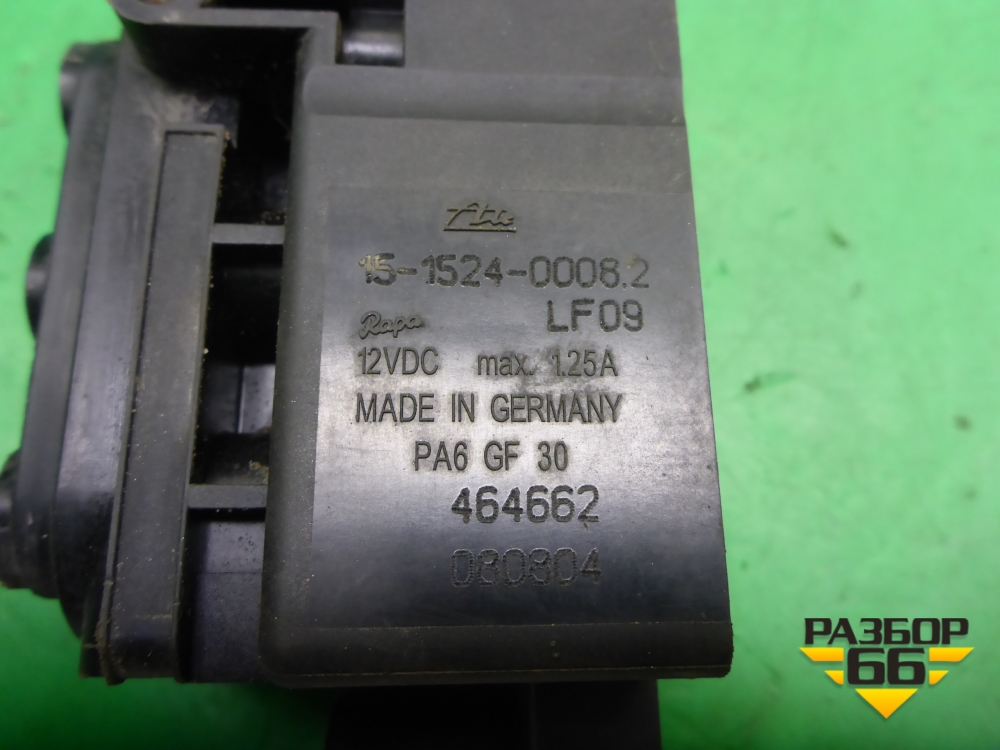 Ate
15-1524-0008.2
Rapa LF09
12VDC max. 1.25A
MADE IN GERMANY
PA6 GF 30
464662
080804
РАЗБОР
66